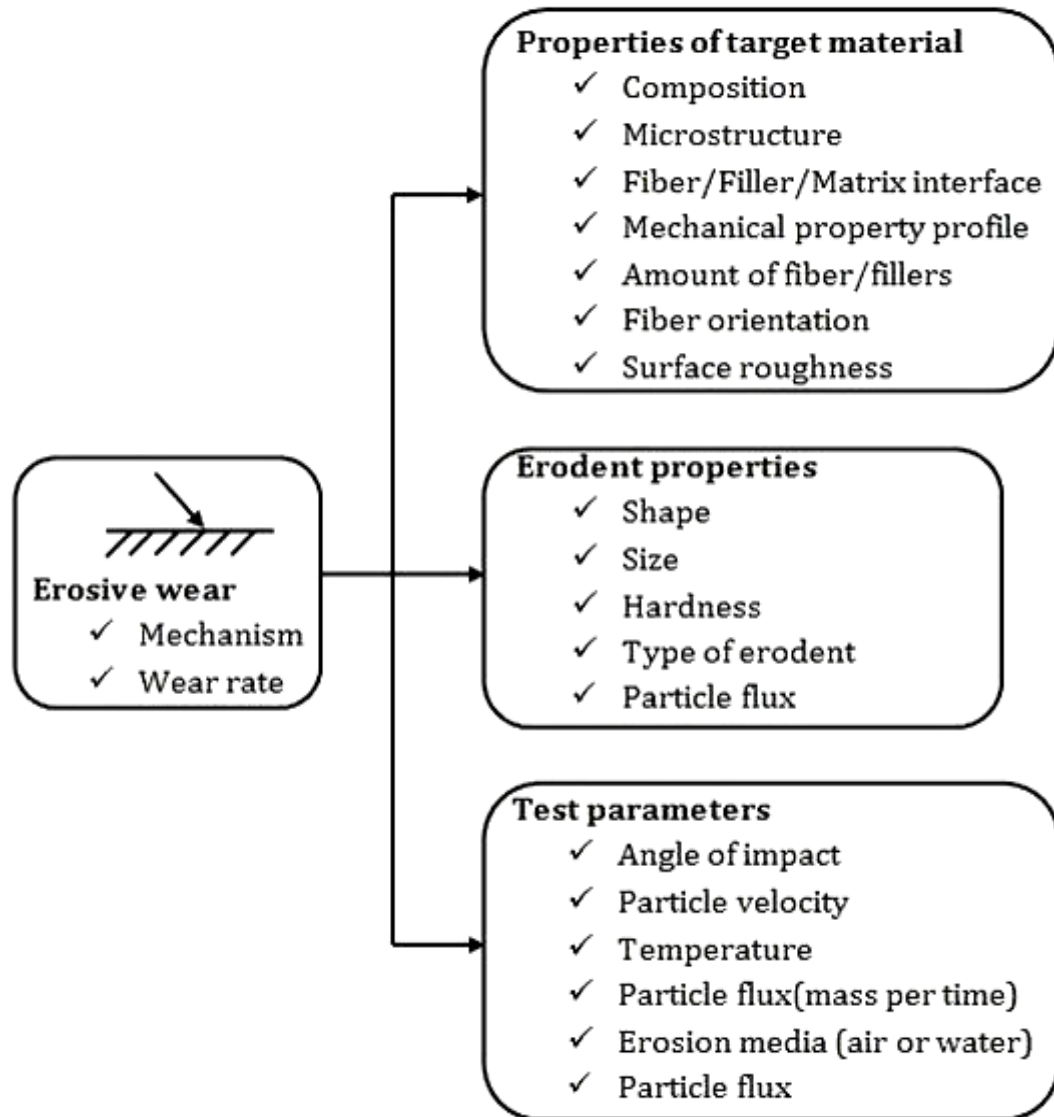 Properties of target material
✓ Composition
✓ Microstructure
✓ Fiber/Filler/Matrix interface
✓ Mechanical property profile
✓ Amount of fiber/fillers
✓ Fiber orientation
✓ Surface roughness
Erosive wear
✓ Mechanism
✓ Wear rate
Erodent properties
✓ Shape
✓ Size
✓ Hardness
✓ Type of erodent
✓ Particle flux
Test parameters
✓ Angle of impact
✓ Particle velocity
✓ Temperature
✓ Particle flux(mass per time)
✓ Erosion media (air or water)
✓ Particle flux